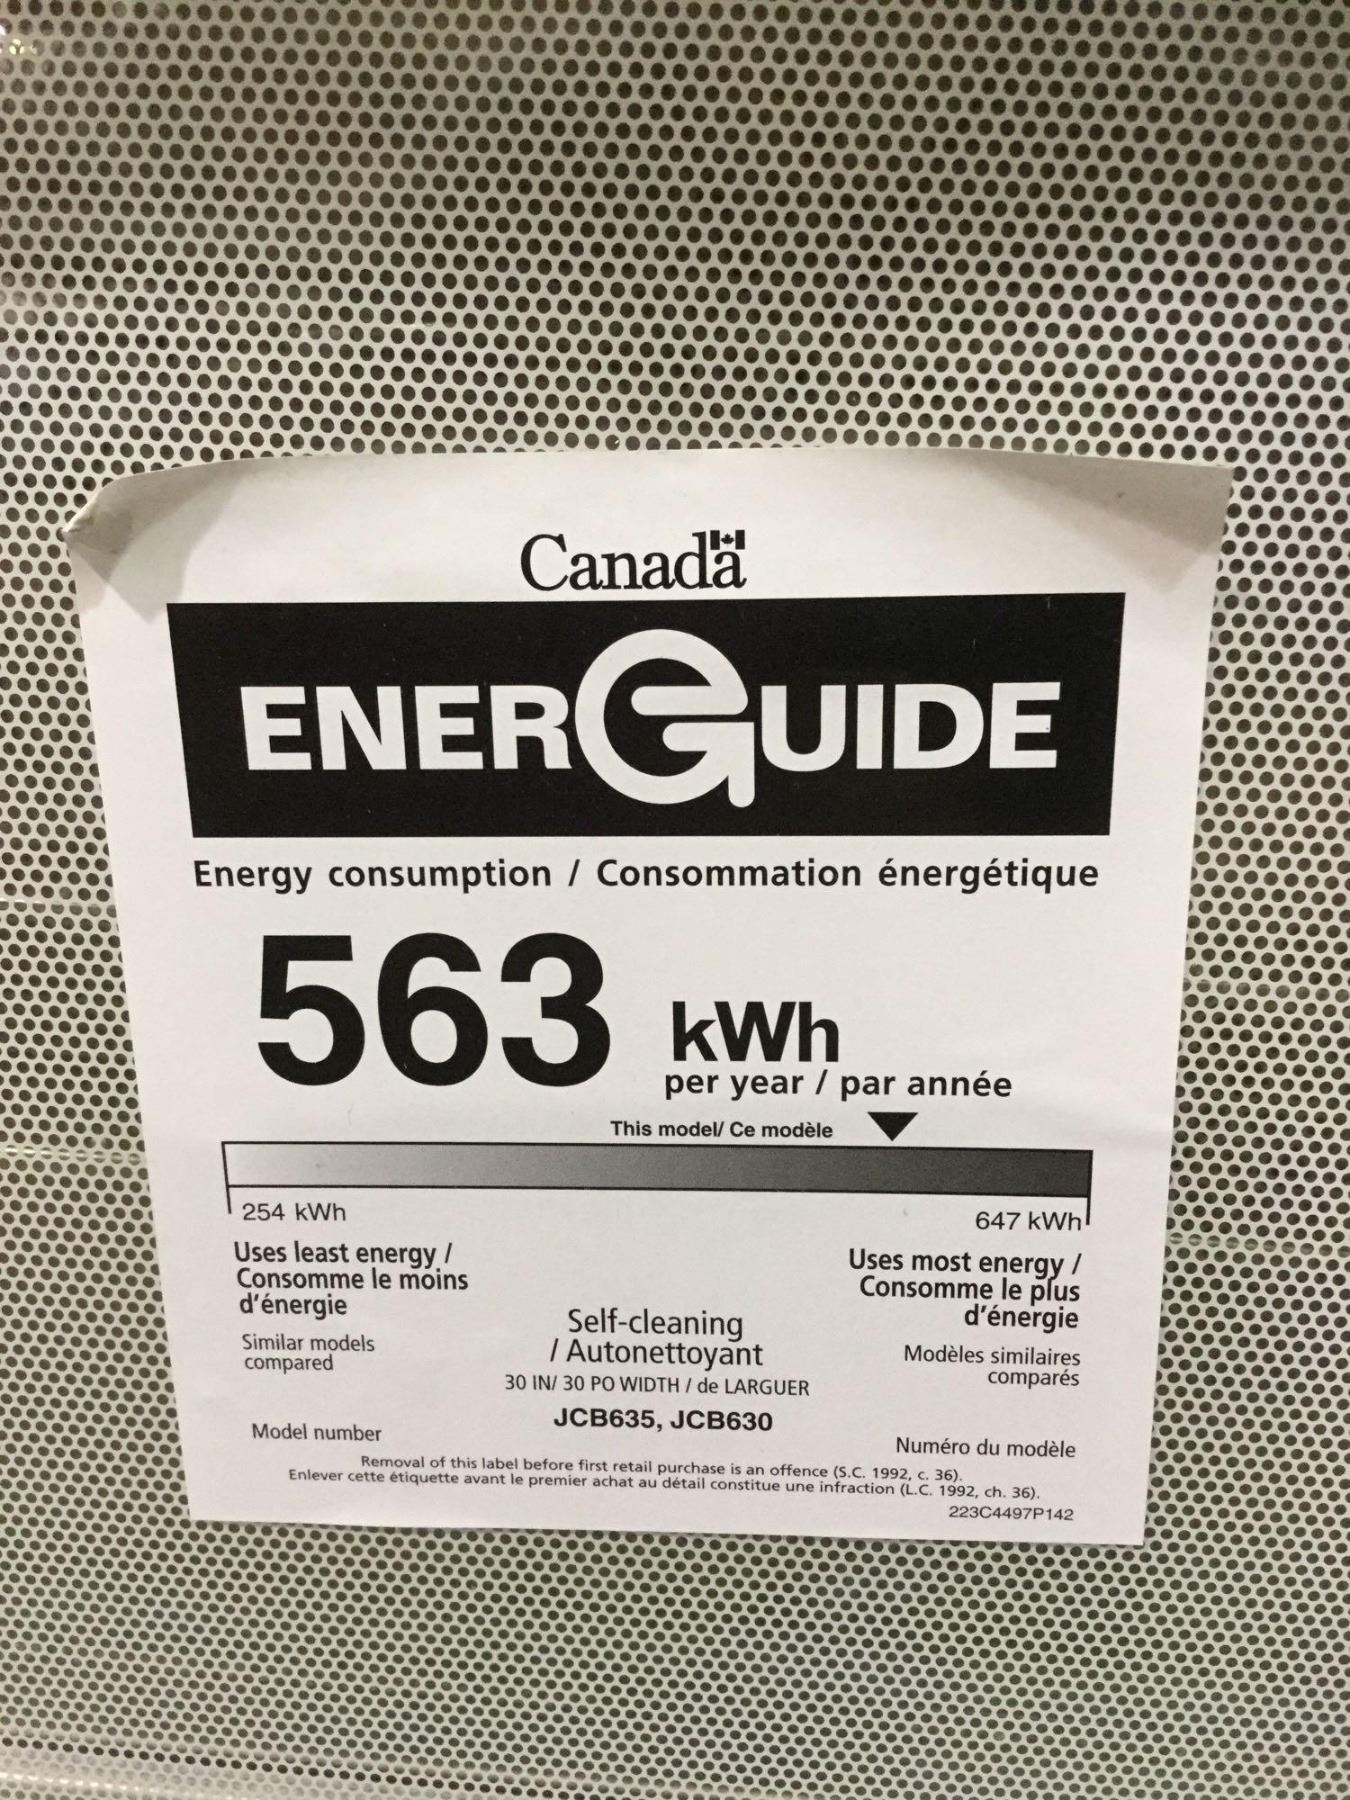 Canada
ENERGUIDE
Energy consumption / Consommation énergétique
563 kWh
per year / par année
This model/ Ce modèle
254 kWh
647 kWh
Uses least energy /
Consomme le moins
d'énergie
Similar models
compared
Uses most energy /
Consomme le plus
d'énergie
Modèles similaires
comparés
Self-cleaning
/ Autonettoyant
30 IN/ 30 PO WIDTH / de LARGUER
JCB635, JCB630
Model number
Numéro du modèle
Removal of this label before first retail purchase is an offence (S.C. 1992, c. 36).
Enlever cette étiquette avant le premier achat au détail constitue une infraction (L.C. 1992, ch. 36).
223C4497P142